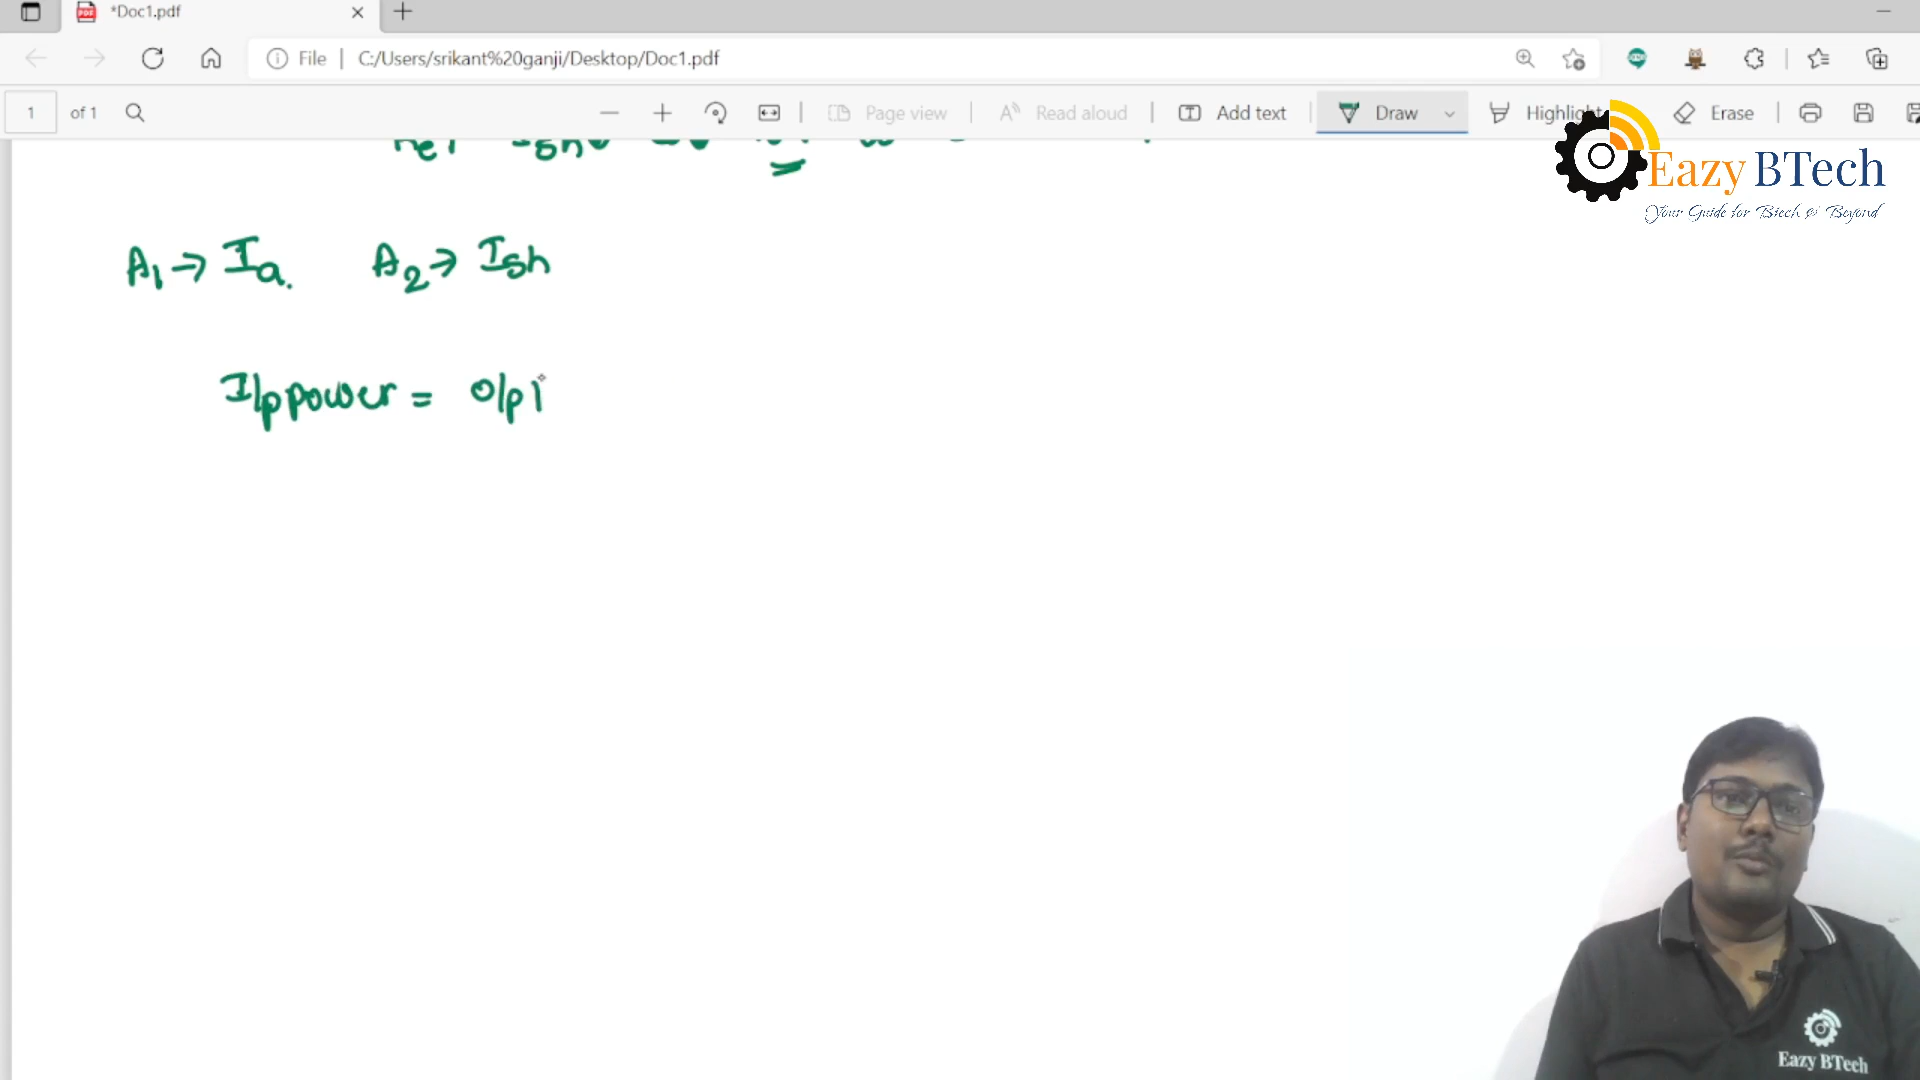 *Doc1.pdf
File | C:/Users/srikant%20ganji/Desktop/Doc1.pdf
1 of 1 Page view Read aloud Add text Draw Highlight Erase
Eazy BTech
Your Guide for Btech & Beyond
A1 → Ia. A2 → Ish
I/p power = O/p
Eazy BTech